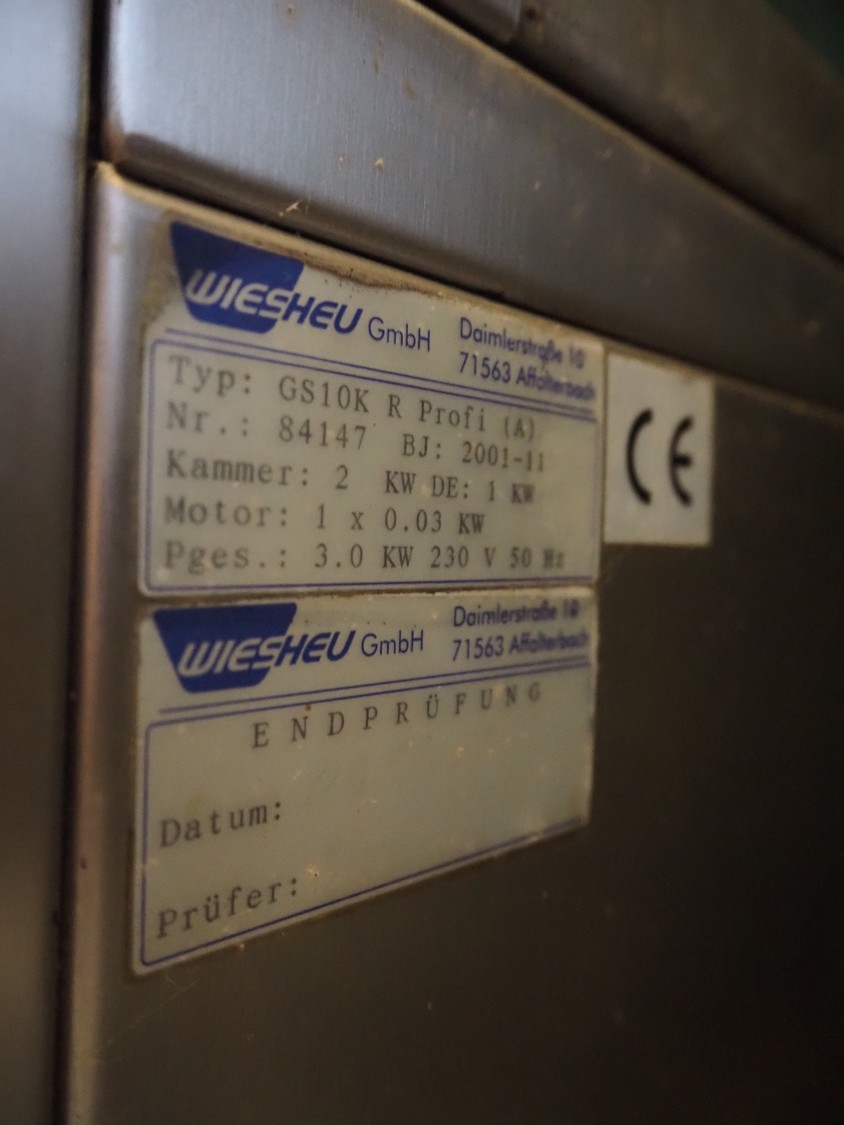 WIESHEU GmbH
Daimlerstraße 10
71563 Affalterbach
Typ: GS10K R Profi (A)
Nr.: 84147 BJ: 2001-11
Kammer: 2 KW DE: 1 KW
Motor: 1 x 0.03 KW
Pges.: 3.0 KW 230 V 50 Hz
CE
WIESHEU GmbH
Daimlerstraße 10
71563 Affalterbach
ENDPRÜFUNG
Datum:
Prüfer: